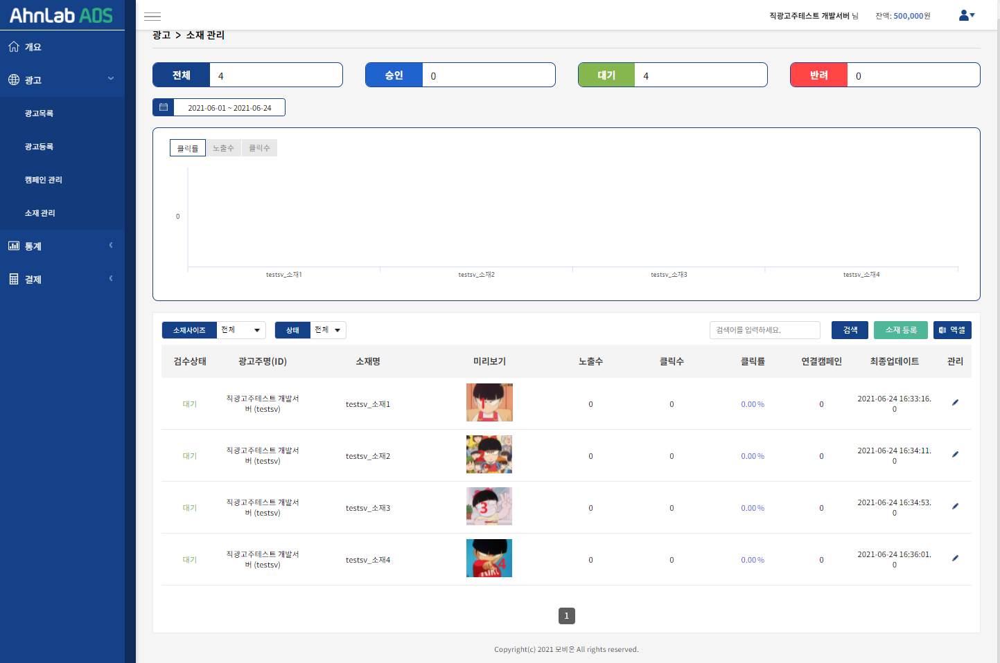 AhnLab ADS
직광고주테스트 개발서버 님 잔액: 500,000원
개요
광고
광고목록
광고등록
캠페인 관리
소재 관리
통계
결제
광고 > 소재 관리
전체 4
승인 0
대기 4
반려 0
2021-06-01 ~ 2021-06-24
클릭률 노출수 클릭수
0
testsv_소재1 testsv_소재2 testsv_소재3 testsv_소재4
소재사이즈 전체 상태 전체 검색어를 입력하세요. 검색 소재 등록 엑셀
검수상태 광고주명(ID) 소재명 미리보기 노출수 클릭수 클릭률 연결캠페인 최종업데이트 관리
대기 직광고주테스트 개발서
버 (testsv) testsv_소재1 1 0 0 0.00% 0 2021-06-24 16:33:16.
0
대기 직광고주테스트 개발서
버 (testsv) testsv_소재2 0 0 0.00% 0 2021-06-24 16:34:11.
0
대기 직광고주테스트 개발서
버 (testsv) testsv_소재3 3 0 0 0.00% 0 2021-06-24 16:34:53.
0
대기 직광고주테스트 개발서
버 (testsv) testsv_소재4 4 0 0 0.00% 0 2021-06-24 16:36:01.
0
1
Copyright(c) 2021 모비온 All rights reserved.